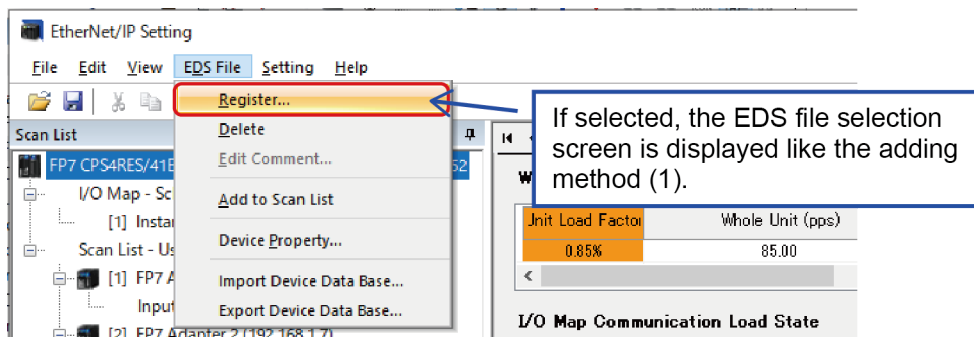 EtherNet/IP Setting
File Edit View EDS File Setting Help
Register...
Delete
Edit Comment...
Add to Scan List
Device Property...
Import Device Data Base...
Export Device Data Base...
If selected, the EDS file selection
screen is displayed like the adding
method (1).
Scan List
FP7 CPS4RES/41E
I/O Map - Sc
[1] Instan
Scan List - Us
[1] FP7 A
Input
[2] FP7 Adapter 2 (192.168.1.7)
Unit Load Factor Whole Unit (pps)
0.85% 85.00
I/O Map Communication Load State